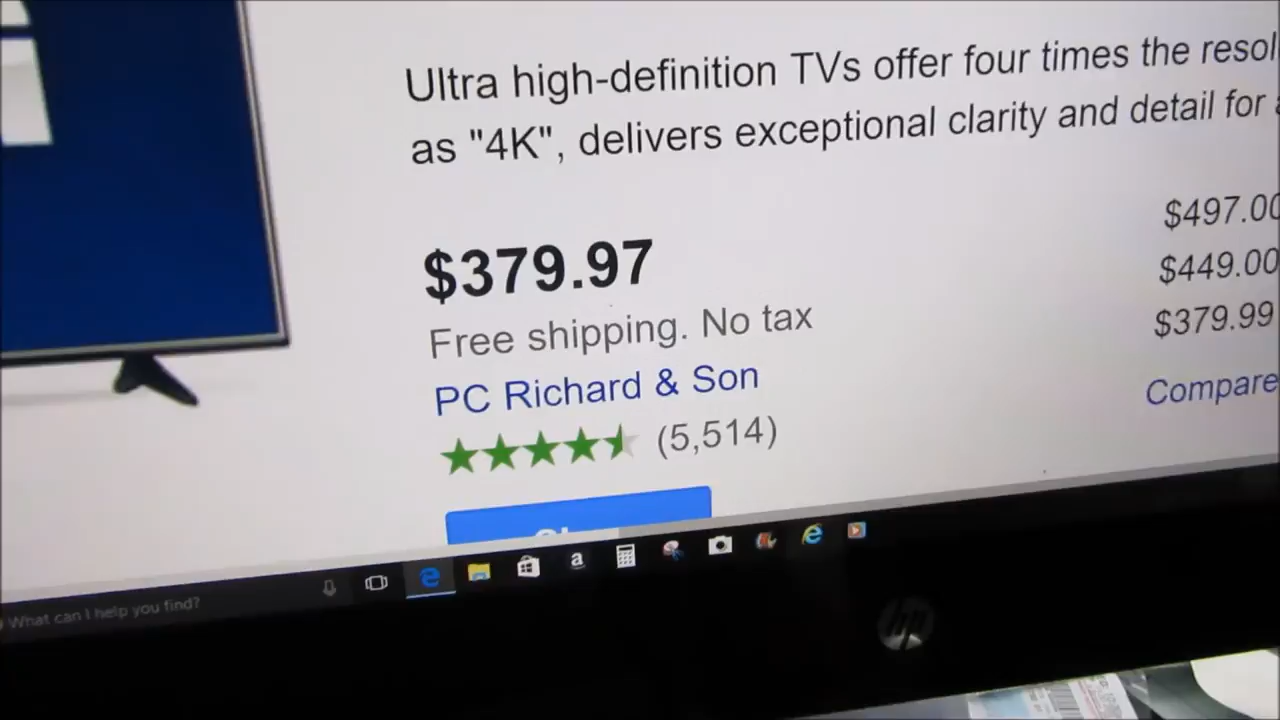 Ultra high-definition TVs offer four times the
as "4K", delivers exceptional clarity and detail for
$379.97
Free shipping. No tax
PC Richard & Son
(5,514)
$497.00
$449.00
$379.99
Compare
What can I help you find?
a
hp